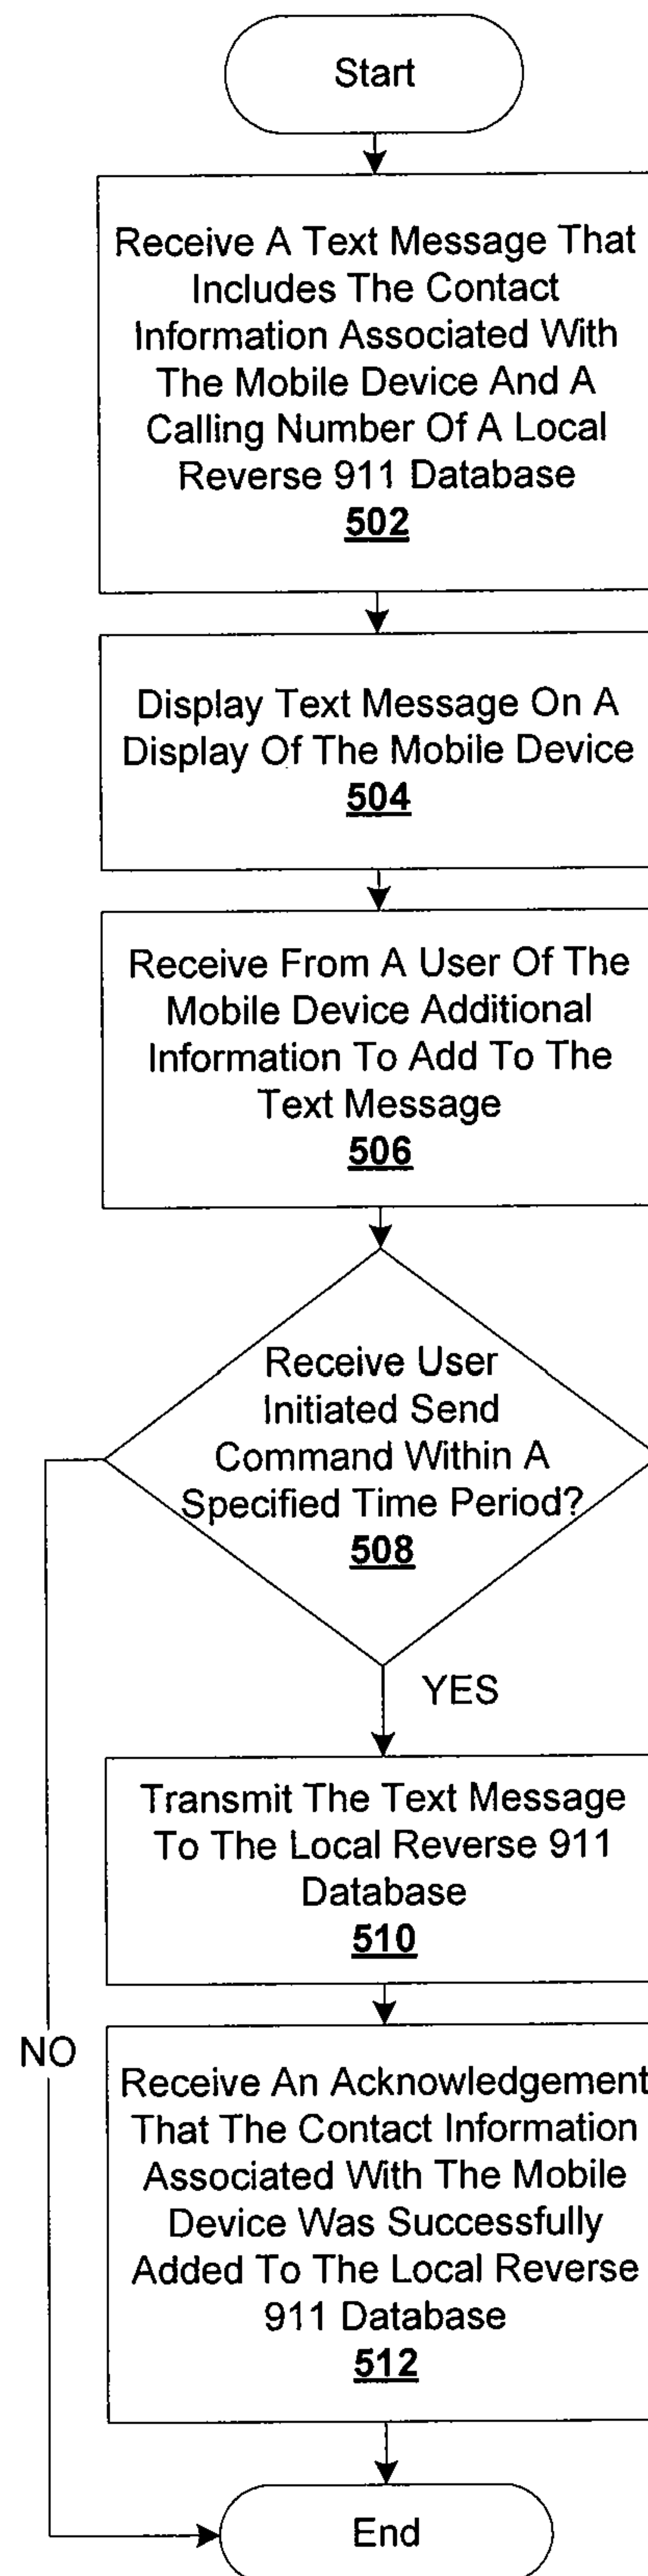 Start
Receive A Text Message That
Includes The Contact
Information Associated With
The Mobile Device And A
Calling Number Of A Local
Reverse 911 Database
502
Display Text Message On A
Display Of The Mobile Device
504
Receive From A User Of The
Mobile Device Additional
Information To Add To The
Text Message
506
Receive User
Initiated Send
Command Within A
Specified Time Period?
508
YES
Transmit The Text Message
To The Local Reverse 911
Database
510
NO
Receive An Acknowledgement
That The Contact Information
Associated With The Mobile
Device Was Successfully
Added To The Local Reverse
911 Database
512
End